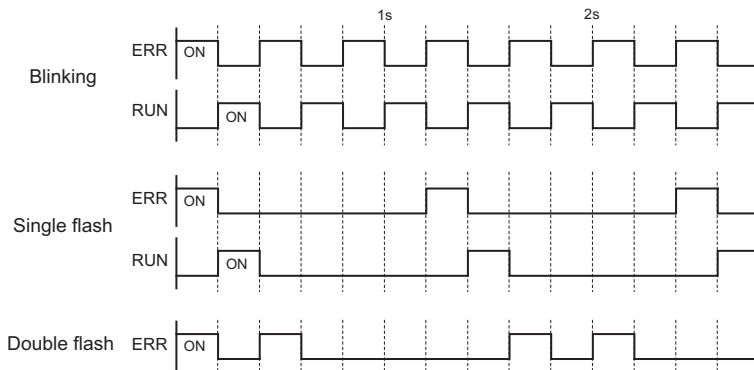 1s 2s
ERR ON
Blinking
RUN ON
ERR ON
Single flash
RUN ON
Double flash ERR ON